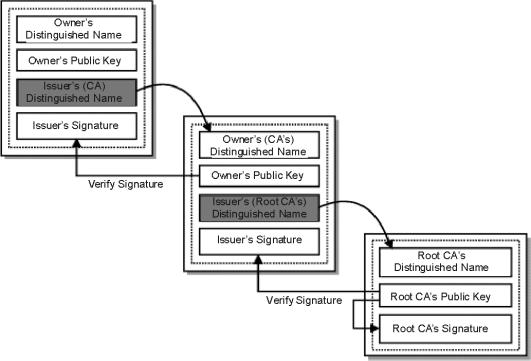 Owner's
Distinguished Name
Owner's Public Key
Issuer's (CA)
Distinguished Name
Issuer's Signature
Verify Signature
Owner's (CA's)
Distinguished Name
Owner's Public Key
Issuer's (Root CA's)
Distinguished Name
Issuer's Signature
Verify Signature
Root CA's
Distinguished Name
Root CA's Public Key
Root CA's Signature